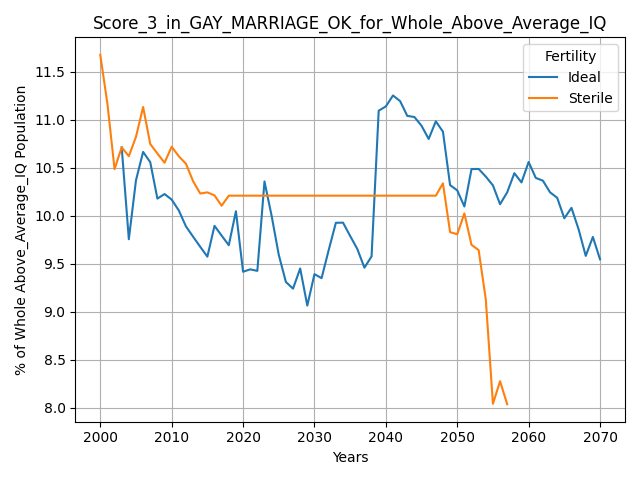 Score_3_in_GAY_MARRIAGE_OK_for_Whole_Above_Average_IQ
Fertility
Ideal
Sterile
% of Whole Above_Average_IQ Population
11.5
11.0
10.5
10.0
9.5
9.0
8.5
8.0
2000 2010 2020 2030 2040 2050 2060 2070
Years